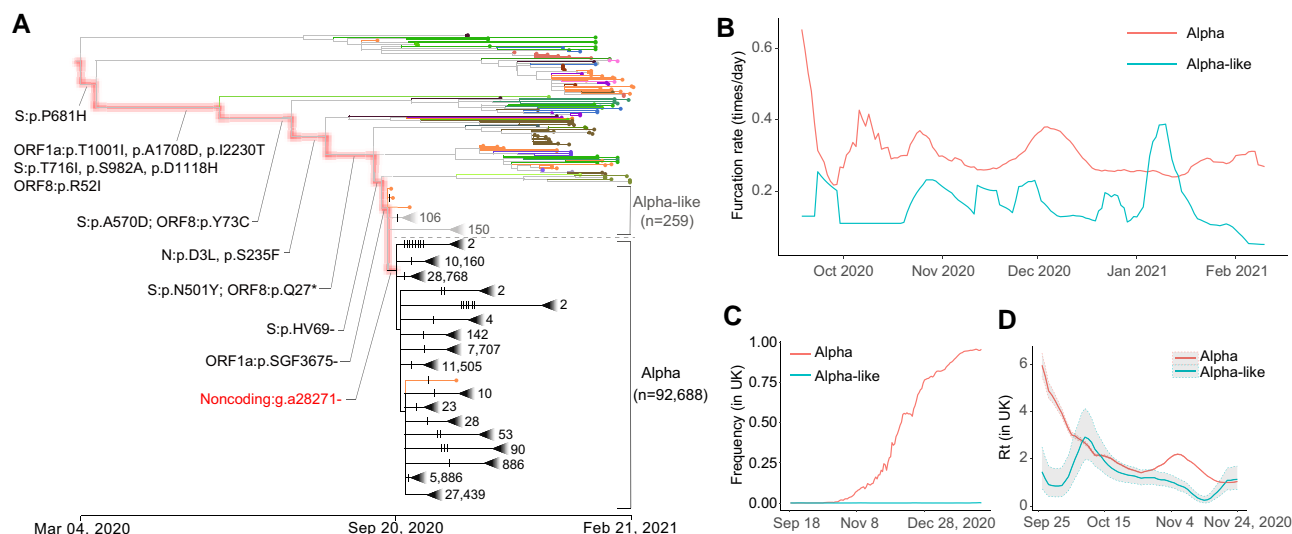 A
S:p.P681H
ORF1a:p.T1001I, p.A1708D, p.I2230T
S:p.T716I, p.S982A, p.D1118H
ORF8:p.R52I
S:p.A570D; ORF8:p.Y73C
N:p.D3L, p.S235F
S:p.N501Y; ORF8:p.Q27*
S:p.HV69-
ORF1a:p.SGF3675-
Noncoding:g.a28271-
106
150
Alpha-like
(n=259)
2
10,160
28,768
2
2
4
142
7,707
11,505
10
23
28
53
90
886
5,886
27,439
Alpha
(n=92,688)
Mar 04, 2020
Sep 20, 2020
Feb 21, 2021
B
Furcation rate (times/day)
0.6
0.4
0.2
Alpha
Alpha-like
Oct 2020
Nov 2020
Dec 2020
Jan 2021
Feb 2021
C
Frequency (in UK)
1.00
0.75
0.50
0.25
0.00
Alpha
Alpha-like
Sep 18
Nov 8
Dec 28, 2020
D
Rt (in UK)
6
4
2
0
Alpha
Alpha-like
Sep 25
Oct 15
Nov 4
Nov 24, 2020